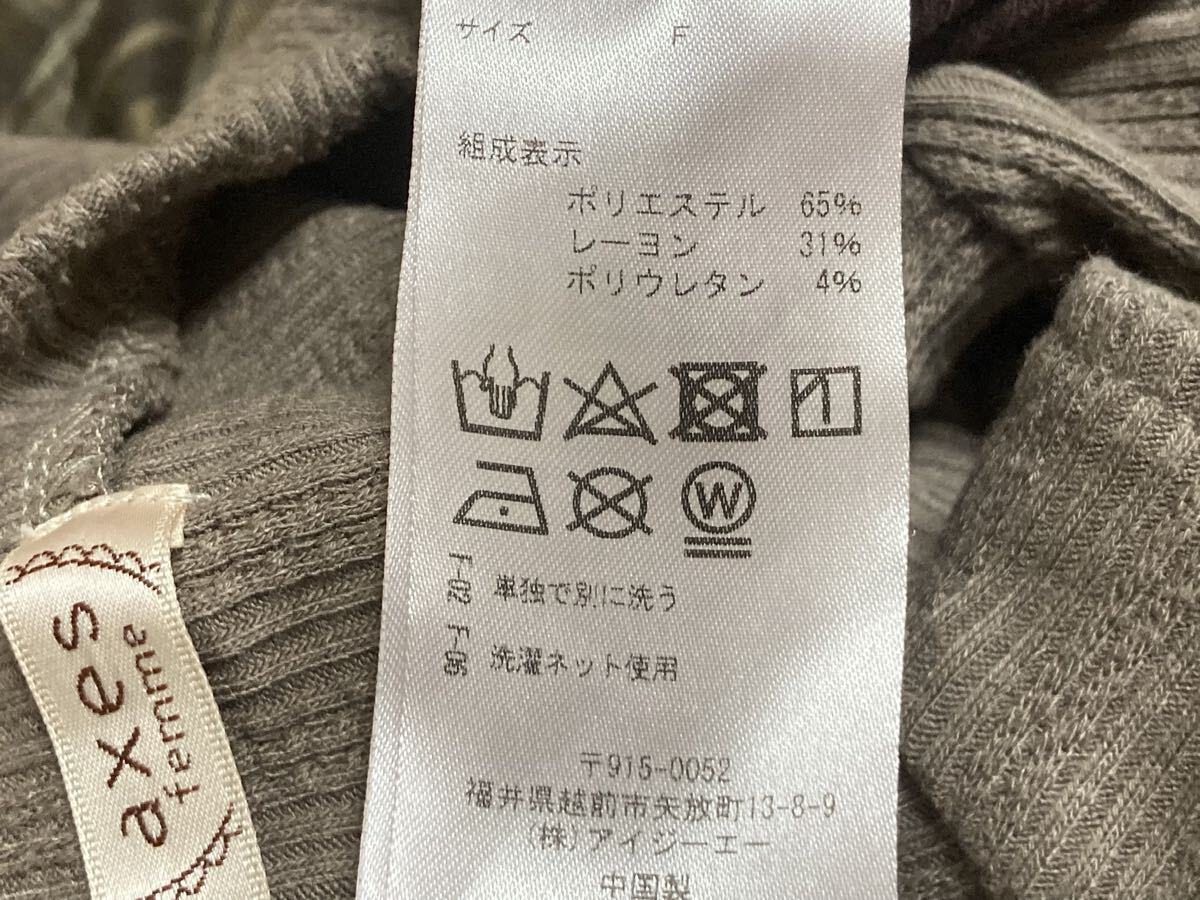 サイズ F
組成表示
ポリエステル 65%
レーヨン 31%
ポリウレタン 4%
W
F-02 単独で別に洗う
F-06 洗濯ネット使用
〒915-0052
福井県越前市矢放町13-8-9
(株)アイジーエー
中国製
axes
femme